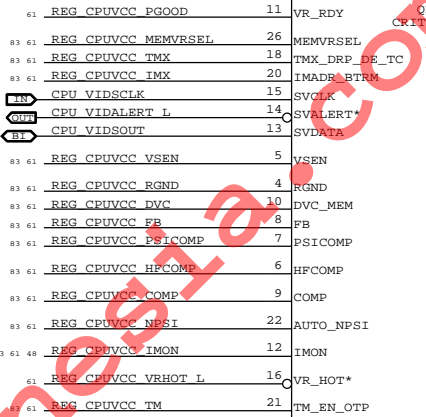 61 REG_CPUVCC_PGOOD 11 VR_RDY
CRIT
83 61 REG_CPUVCC_MEMVRSEL 26 MEMVRSEL
83 61 REG_CPUVCC_TMX 18 TMX_DRP_DE_TC
83 61 REG_CPUVCC_IMX 20 IMADR_BTRM
IN CPU_VIDSCLK 15 SVCLK
OUT CPU_VIDALERT_L 14 SVALERT*
BI CPU_VIDSOUT 13 SVDATA
83 61 REG_CPUVCC_VSEN 5 VSEN
83 61 REG_CPUVCC_RGND 4 RGND
83 61 REG_CPUVCC_DVC 10 DVC_MEM
83 61 REG_CPUVCC_FB 8 FB
83 61 REG_CPUVCC_PSICOMP 7 PSICOMP
83 61 REG_CPUVCC_HFCOMP 6 HFCOMP
83 61 REG_CPUVCC_COMP 9 COMP
83 61 REG_CPUVCC_NPSI 22 AUTO_NPSI
3 61 48 REG_CPUVCC_IMON 12 IMON
61 REG_CPUVCC_VRHOT_L 16 VR_HOT*
83 61 REG_CPUVCC_TM 21 TM_EN_OTP
nesia.co